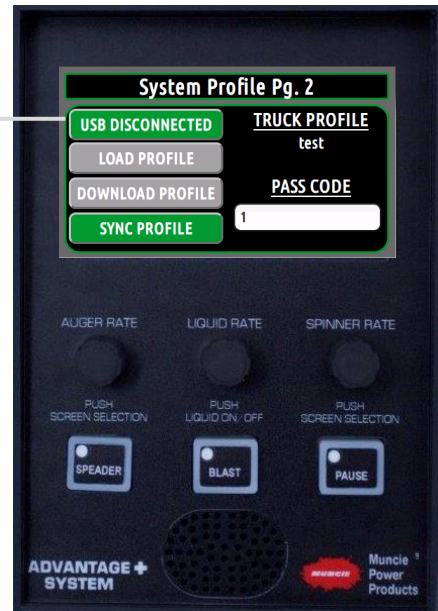 System Profile Pg. 2
USB DISCONNECTED
LOAD PROFILE
DOWNLOAD PROFILE
SYNC PROFILE
TRUCK PROFILE
test
PASS CODE
1
AUGER RATE LIQUID RATE SPINNER RATE
PUSH PUSH PUSH
SCREEN SELECTION LIQUID ON/OFF SCREEN SELECTION
SPEADER BLAST PAUSE
ADVANTAGE +
SYSTEM
MUNCIE
Muncie ®
Power
Products